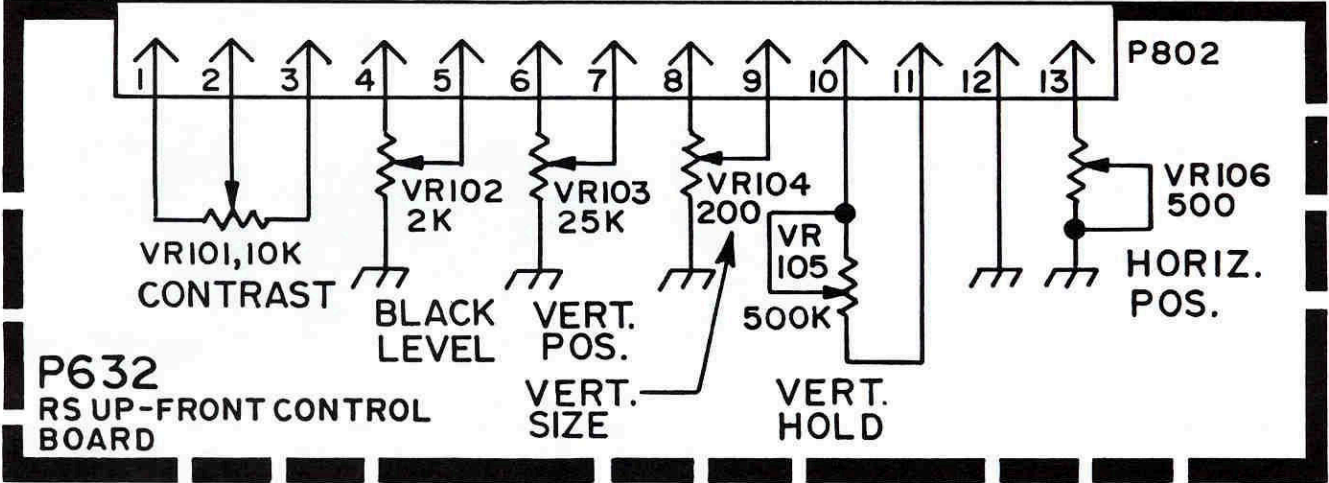 P802
1 2 3 4 5 6 7 8 9 10 11 12 13
VR101,10K
CONTRAST
VR102
2K
BLACK
LEVEL
VR103
25K
VERT.
POS.
VR104
200
VERT.
SIZE
VR
105
500K
VERT.
HOLD
VR106
500
HORIZ.
POS.
P632
RS UP-FRONT CONTROL
BOARD